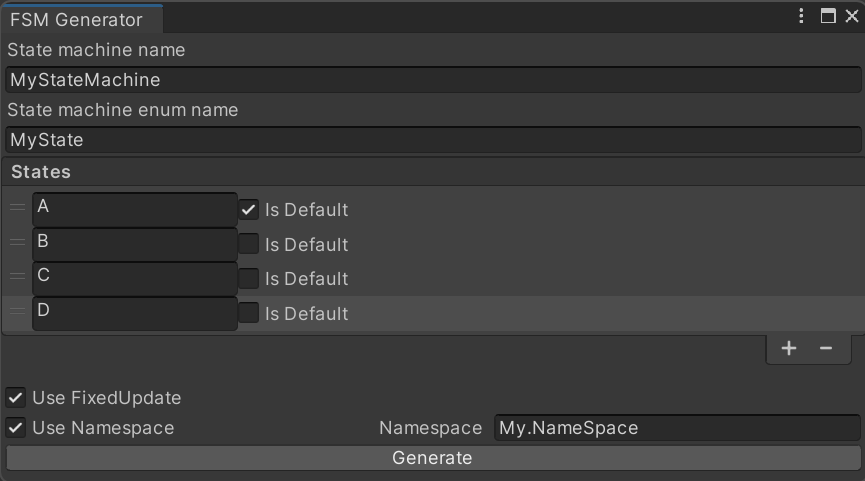 FSM Generator
State machine name
MyStateMachine
State machine enum name
MyState
States
A Is Default
B Is Default
C Is Default
D Is Default
Use FixedUpdate
Use Namespace Namespace My.NameSpace
Generate